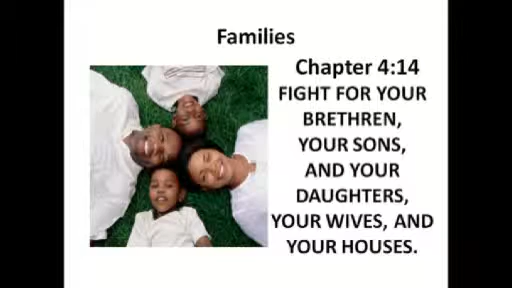 Families
Chapter 4:14
FIGHT FOR YOUR
BRETHREN,
YOUR SONS,
AND YOUR
DAUGHTERS,
YOUR WIVES, AND
YOUR HOUSES.